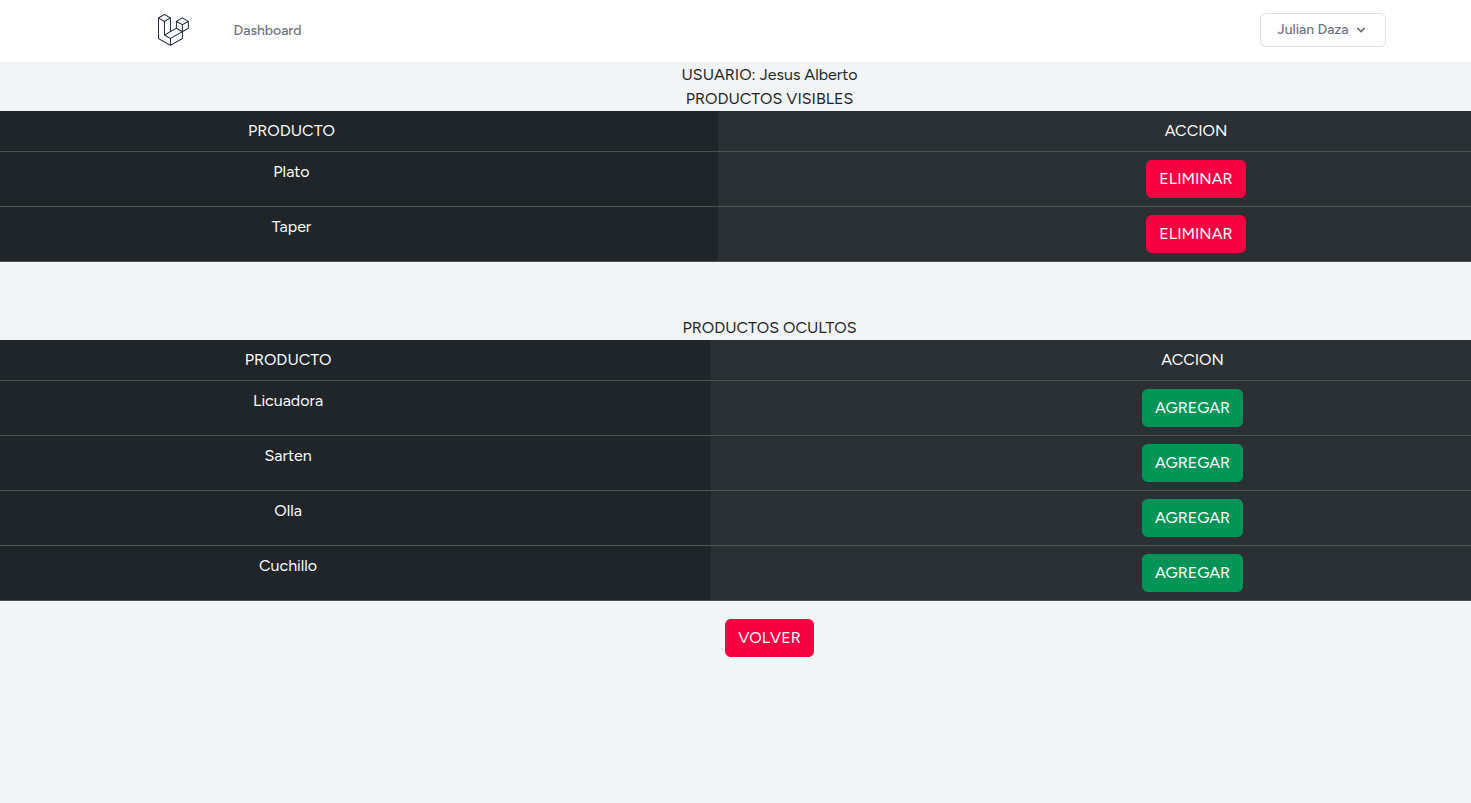 Dashboard
Julian Daza
USUARIO: Jesus Alberto
PRODUCTOS VISIBLES
PRODUCTO ACCION
Plato ELIMINAR
Taper ELIMINAR
PRODUCTOS OCULTOS
PRODUCTO ACCION
Licuadora AGREGAR
Sarten AGREGAR
Olla AGREGAR
Cuchillo AGREGAR
VOLVER